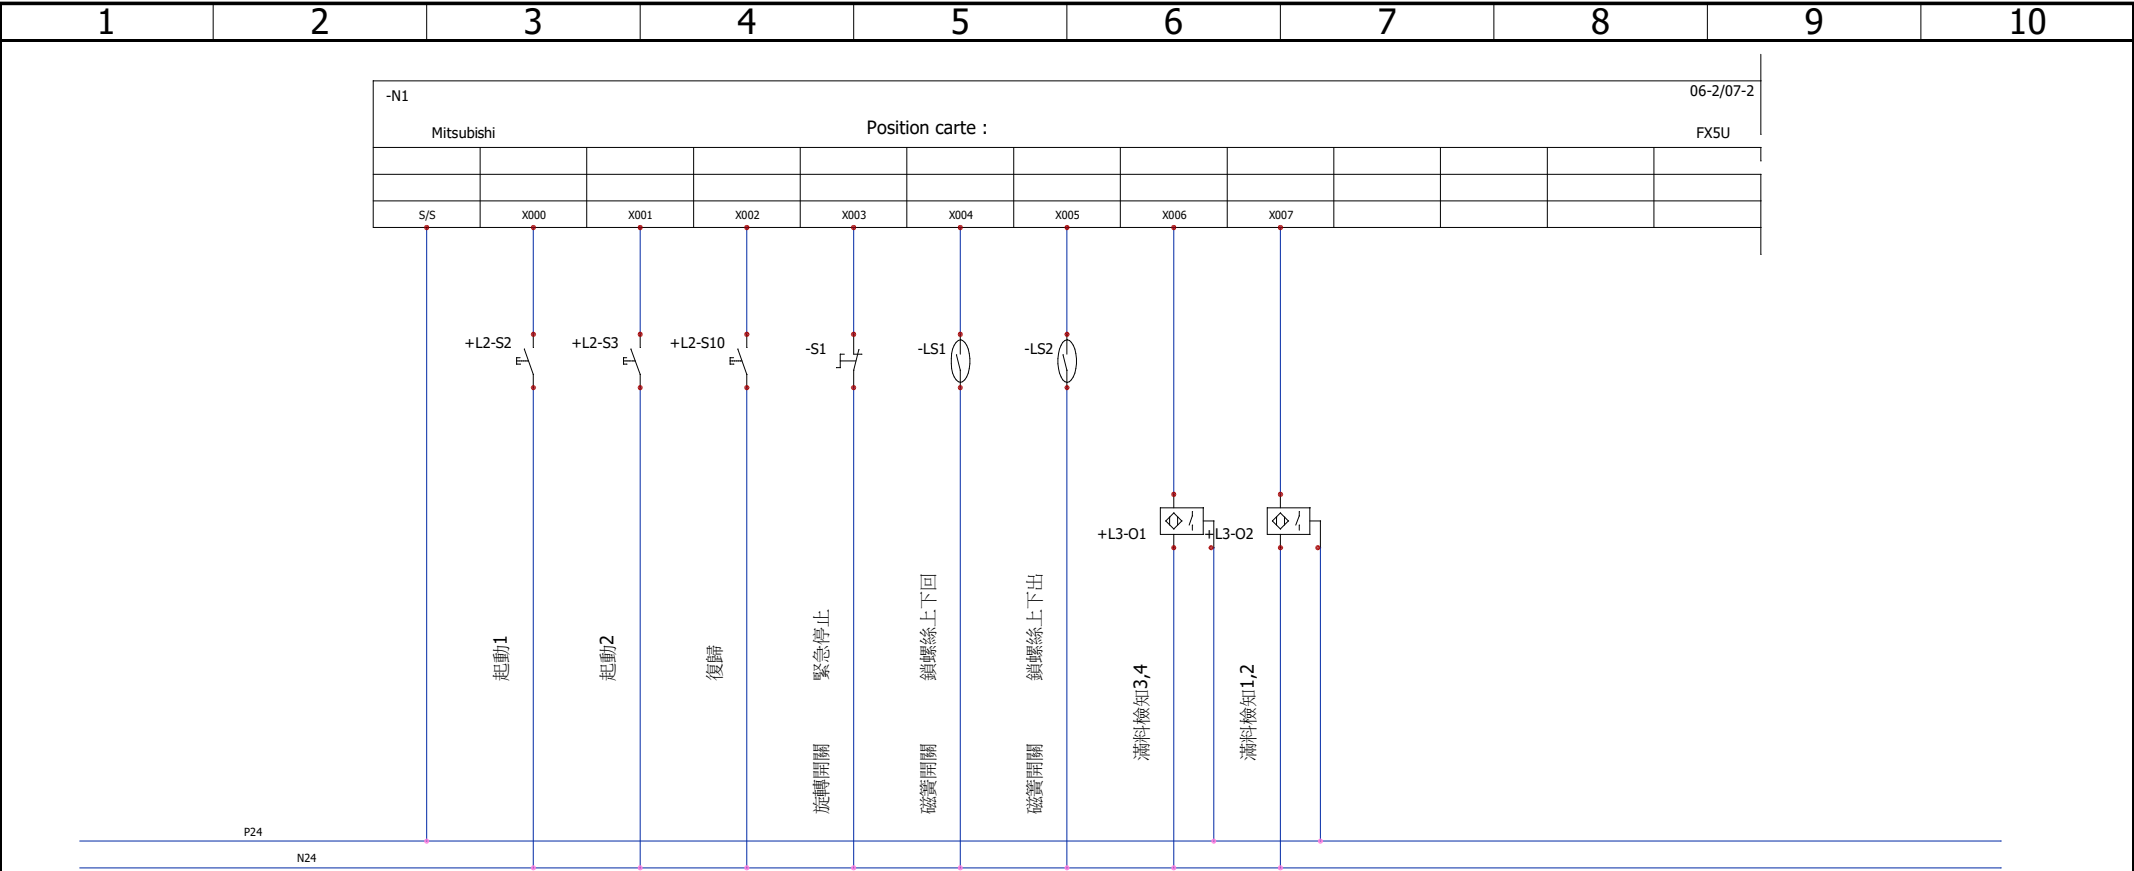 1 2 3 4 5 6 7 8 9 10
-N1 06-2/07-2
Mitsubishi Position carte : FX5U
S/S X000 X001 X002 X003 X004 X005 X006 X007
+L2-S2 +L2-S3 +L2-S10 -S1 -LS1 -LS2
+L3-O1 +L3-O2
起動1
起動2
復歸
旋轉開關 緊急停止
磁簧開關 鎖螺絲上下回
磁簧開關 鎖螺絲上下出
滿料檢知3,4
滿料檢知1,2
P24
N24